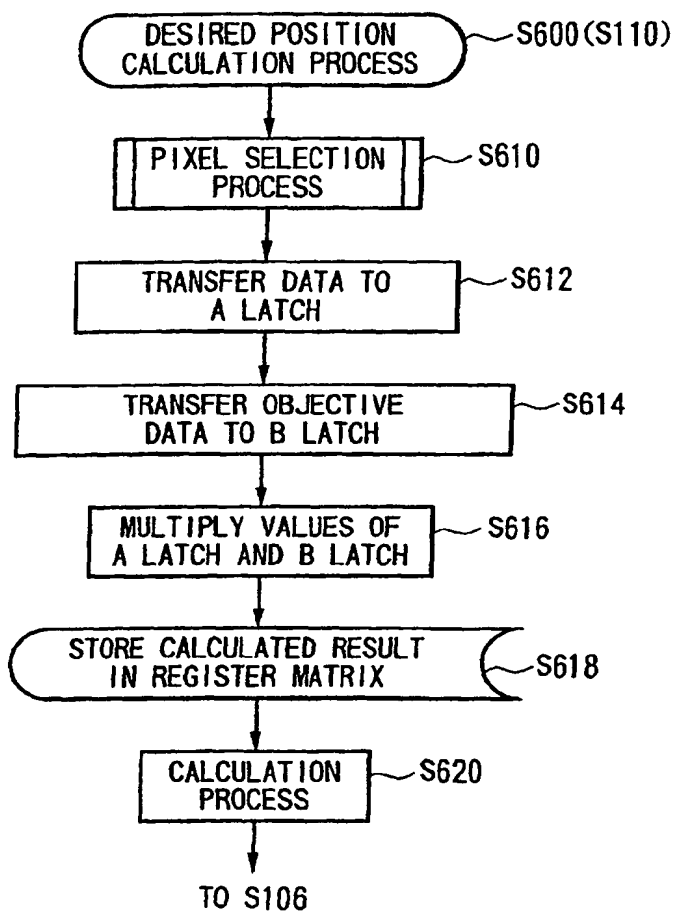 DESIRED POSITION
CALCULATION PROCESS
S600(S110)
PIXEL SELECTION
PROCESS
S610
TRANSFER DATA TO
A LATCH
S612
TRANSFER OBJECTIVE
DATA TO B LATCH
S614
MULTIPLY VALUES OF
A LATCH AND B LATCH
S616
STORE CALCULATED RESULT
IN REGISTER MATRIX
S618
CALCULATION
PROCESS
S620
TO S106